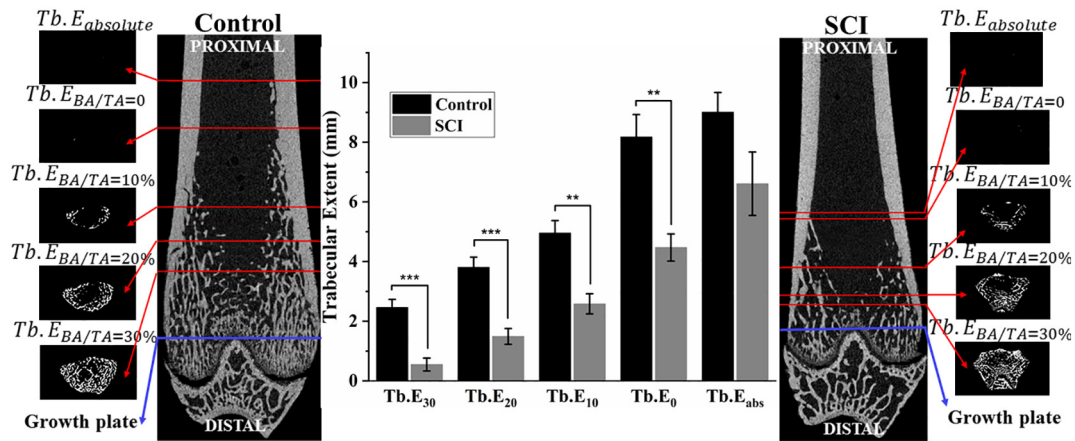 Control
SCI
Tb.E_absolute
PROXIMAL
Tb.E_BA/TA=0
Tb.E_BA/TA=10%
Tb.E_BA/TA=20%
Tb.E_BA/TA=30%
Growth plate
DISTAL
Trabecular Extent (mm)
10
8
6
4
2
0
Control
SCI
***
***
**
**
Tb.E₃₀
Tb.E₂₀
Tb.E₁₀
Tb.E₀
Tb.E_abs
PROXIMAL
Tb.E_absolute
Tb.E_BA/TA=0
Tb.E_BA/TA=10%
Tb.E_BA/TA=20%
Tb.E_BA/TA=30%
Growth plate
DISTAL